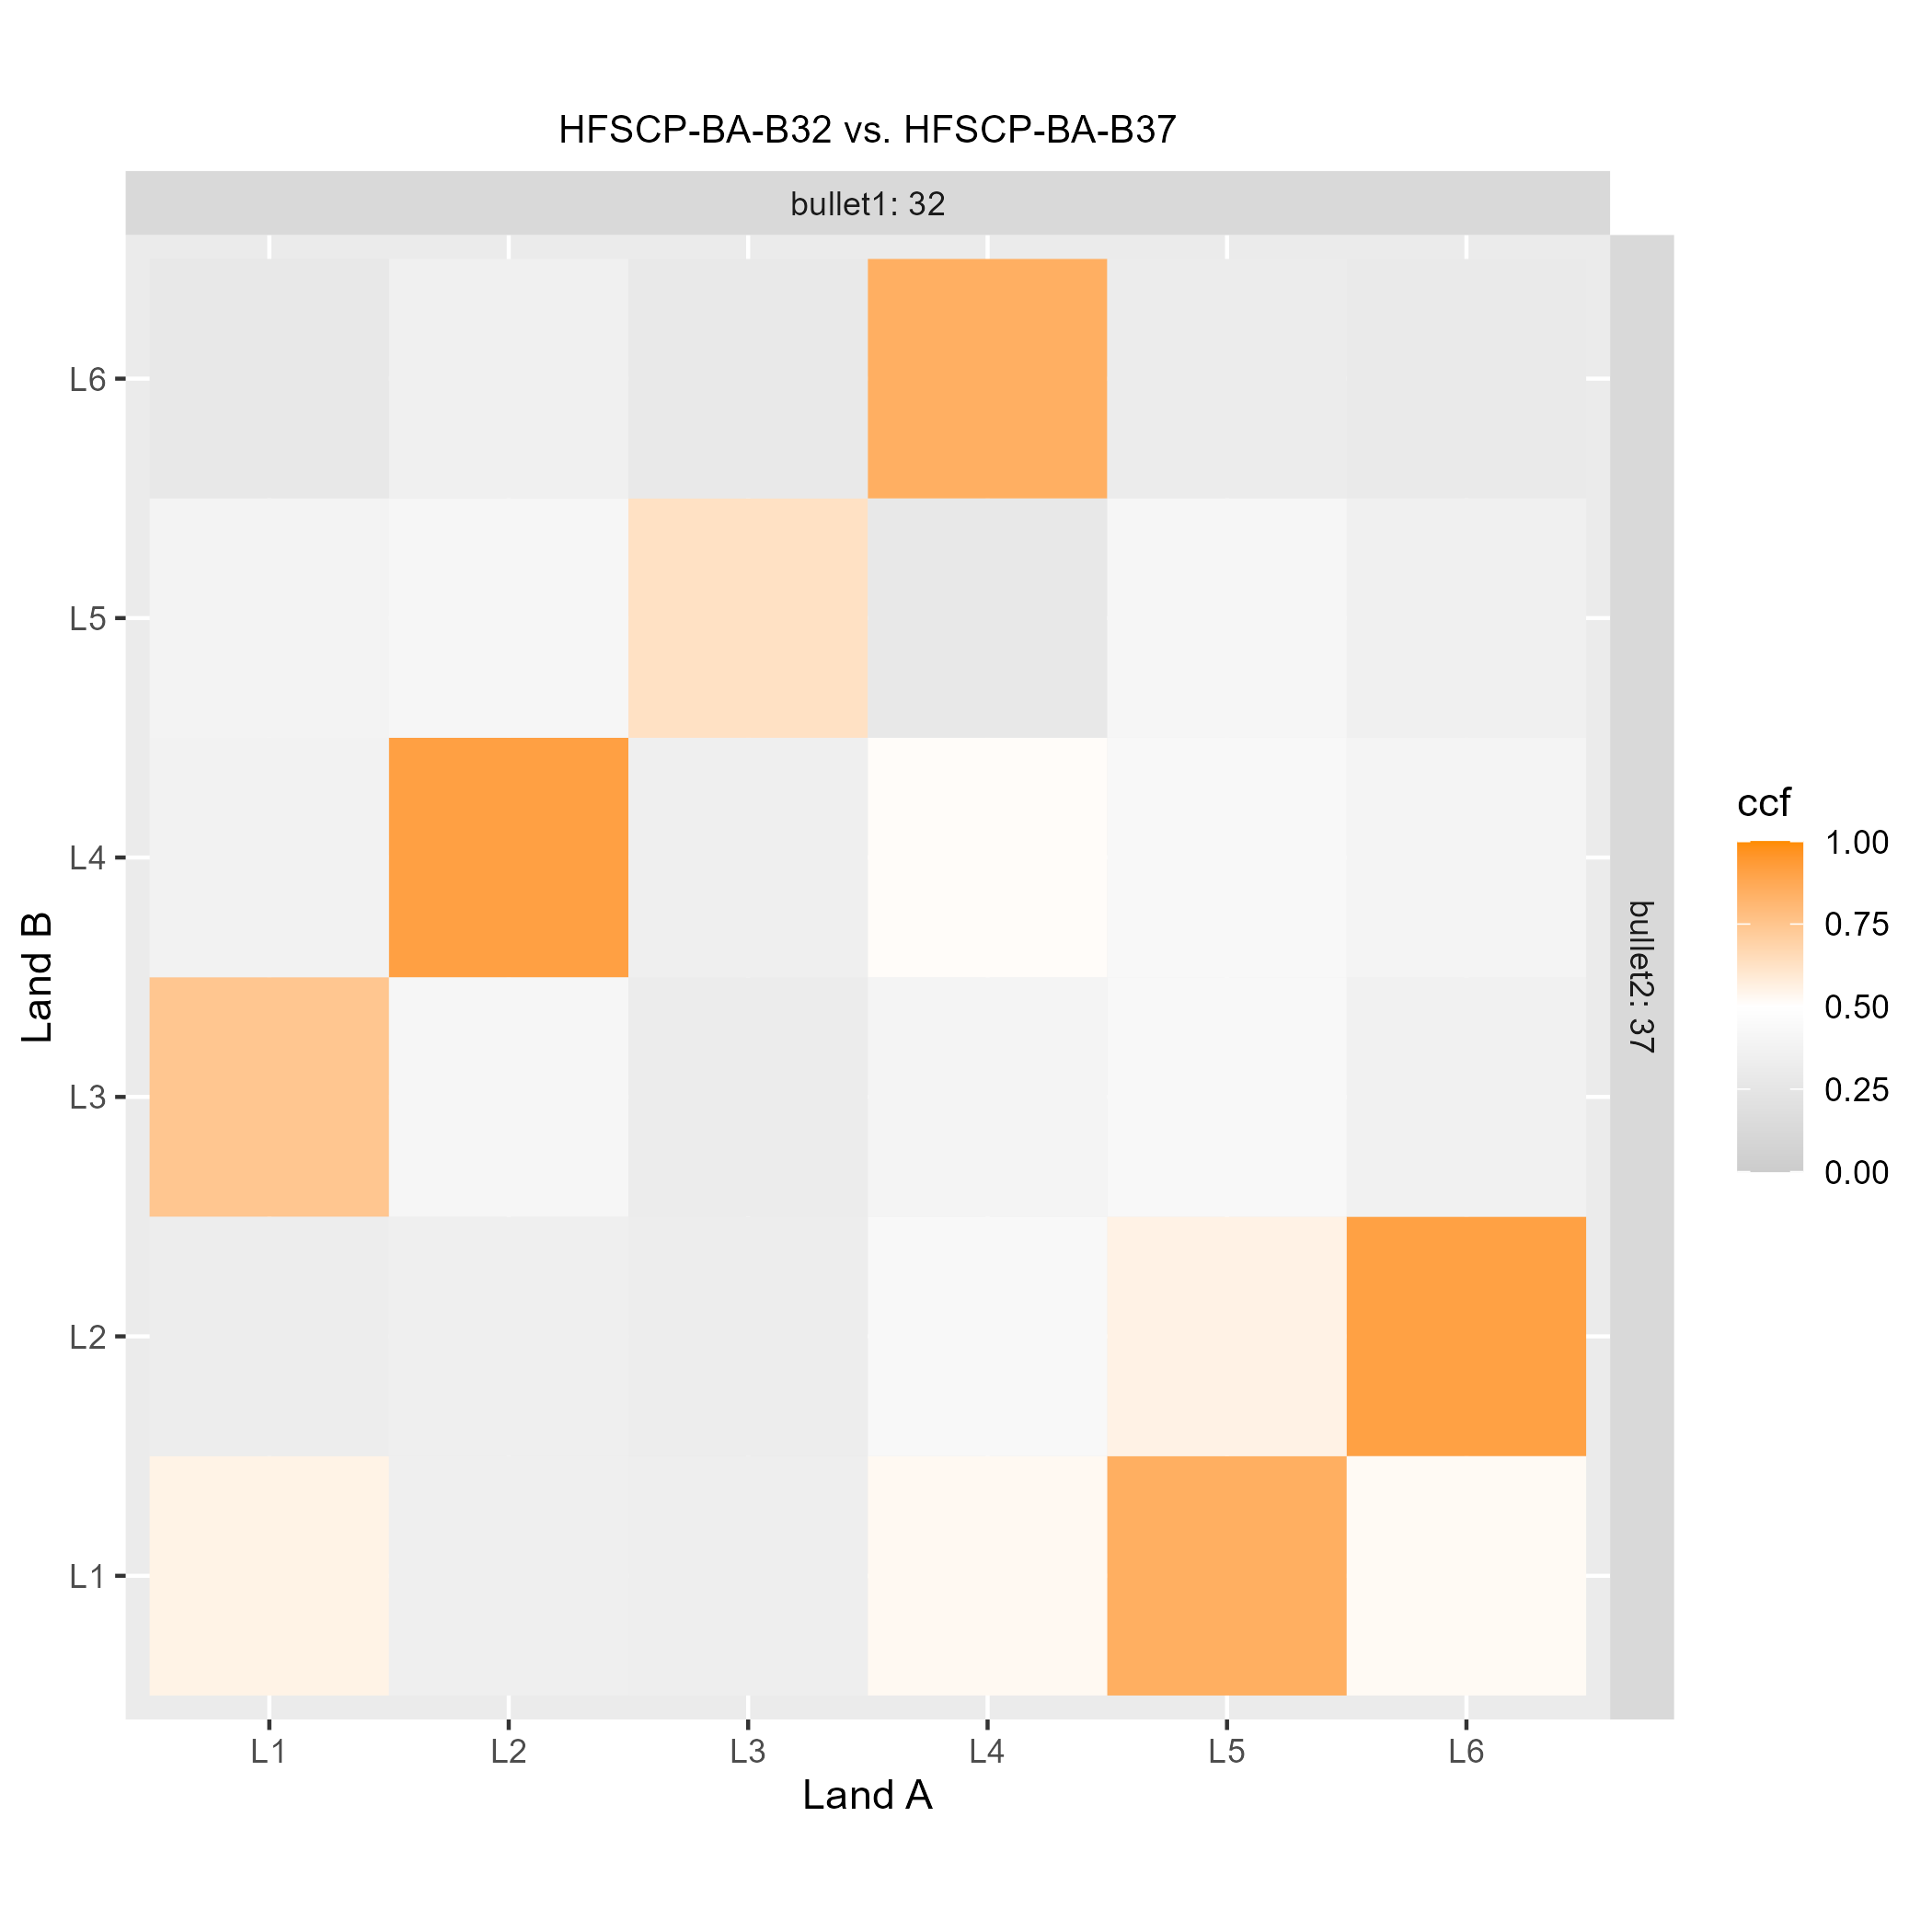 HFSCP-BA-B32 vs. HFSCP-BA-B37
bullet1: 32
L6
L5
L4
L3
L2
L1
Land B
bullet2: 37
ccf
1.00
0.75
0.50
0.25
0.00
L1 L2 L3 L4 L5 L6
Land A